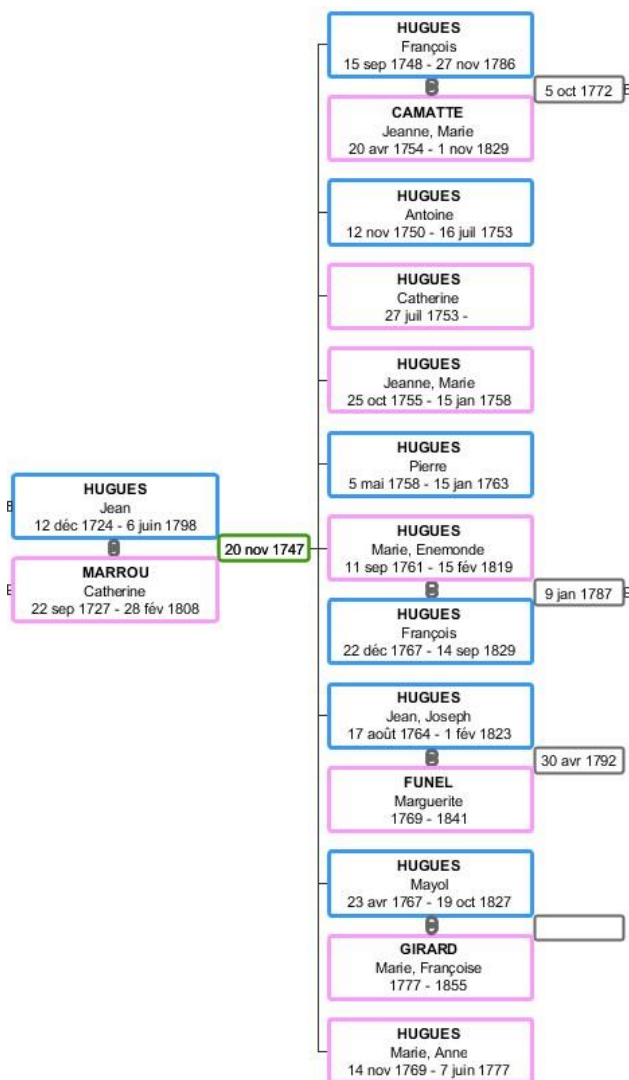 HUGUES
François
15 sep 1748 - 27 nov 1786
5 oct 1772
CAMATTE
Jeanne, Marie
20 avr 1754 - 1 nov 1829
HUGUES
Antoine
12 nov 1750 - 16 juil 1753
HUGUES
Catherine
27 juil 1753 -
HUGUES
Jeanne, Marie
25 oct 1755 - 15 jan 1758
HUGUES
Pierre
5 mai 1758 - 15 jan 1763
HUGUES
Jean
12 déc 1724 - 6 juin 1798
20 nov 1747
MARROU
Catherine
22 sep 1727 - 28 fév 1808
HUGUES
Marie, Enemonde
11 sep 1761 - 15 fév 1819
9 jan 1787
HUGUES
François
22 déc 1767 - 14 sep 1829
HUGUES
Jean, Joseph
17 août 1764 - 1 fév 1823
30 avr 1792
FUNEL
Marguerite
1769 - 1841
HUGUES
Mayol
23 avr 1767 - 19 oct 1827
GIRARD
Marie, Françoise
1777 - 1855
HUGUES
Marie, Anne
14 nov 1769 - 7 juin 1777